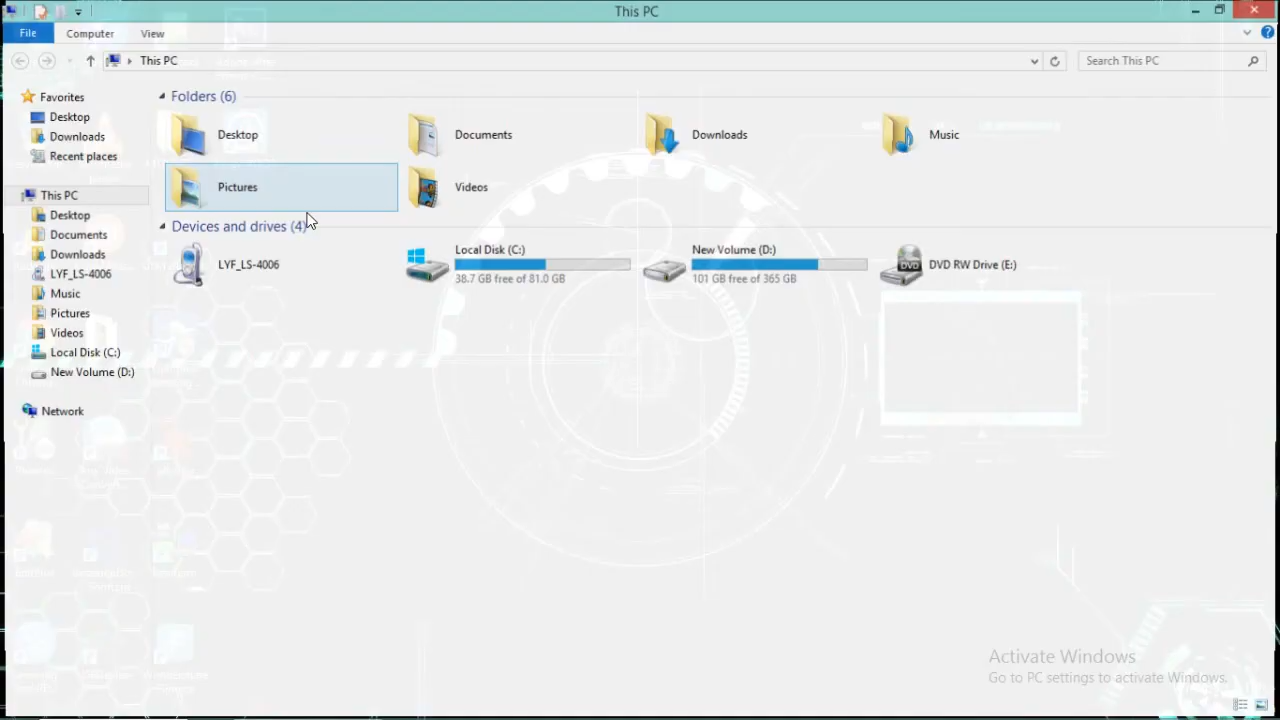 This PC
File
Computer
View
This PC
Search This PC
Favorites
Desktop
Downloads
Recent places
This PC
Desktop
Documents
Downloads
LYF_LS-4006
Music
Pictures
Videos
Local Disk (C:)
New Volume (D:)
Network
Folders (6)
Desktop
Documents
Downloads
Music
Pictures
Videos
Devices and drives (4)
LYF_LS-4006
Local Disk (C:)
38.7 GB free of 81.0 GB
New Volume (D:)
101 GB free of 365 GB
DVD
DVD RW Drive (E:)
Activate Windows
Go to PC settings to activate Windows.